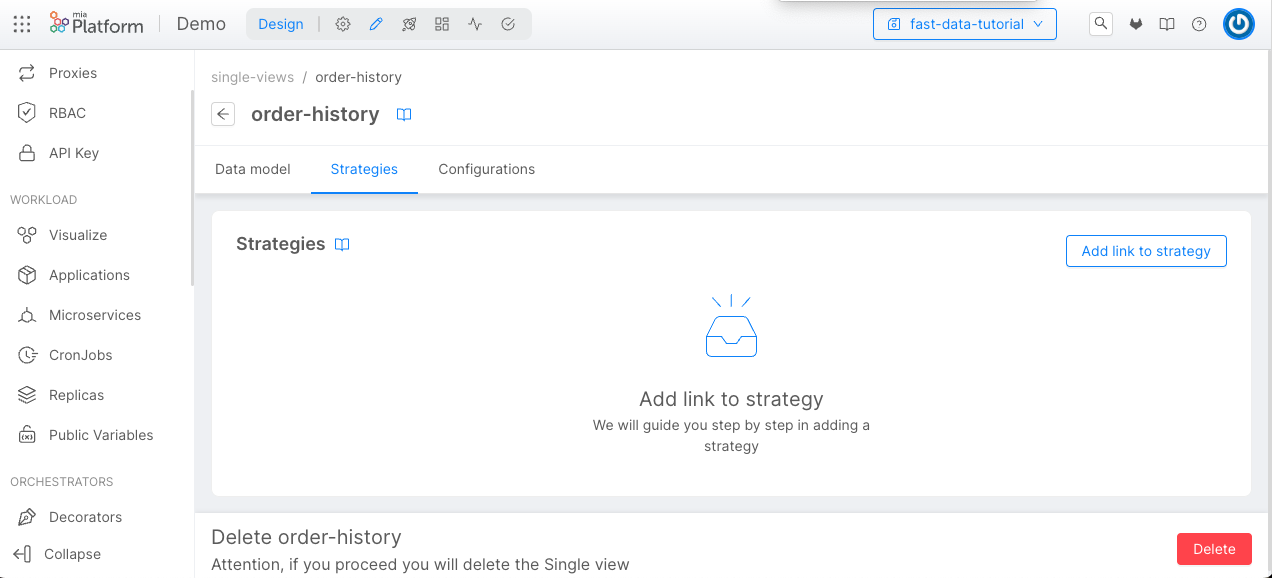 mia
Platform
Demo
Design
fast-data-tutorial
Proxies
RBAC
API Key
WORKLOAD
Visualize
Applications
Microservices
CronJobs
Replicas
Public Variables
ORCHESTRATORS
Decorators
Collapse
single-views / order-history
order-history
Data model
Strategies
Configurations
Strategies
Add link to strategy
Add link to strategy
We will guide you step by step in adding a
strategy
Delete order-history
Attention, if you proceed you will delete the Single view
Delete